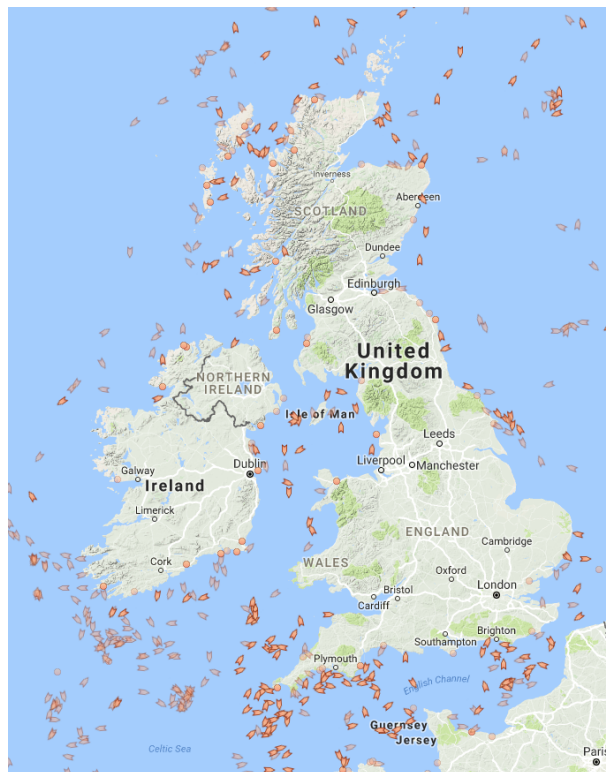 Inverness
Aberdeen
SCOTLAND
Dundee
Edinburgh
Glasgow
United
Kingdom
NORTHERN
IRELAND
Isle of Man
Leeds
Liverpool
Manchester
Dublin
Galway
Ireland
Limerick
ENGLAND
Cambridge
Cork
WALES
Oxford
London
Bristol
Cardiff
Southampton
Brighton
Plymouth
English Channel
Guernsey
Jersey
Celtic Sea
Paris